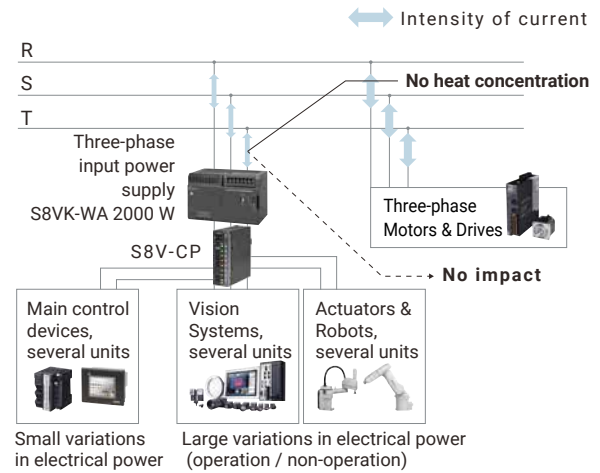 Intensity of current
R
S
No heat concentration
T
Three-phase
input power
supply
S8VK-WA 2000 W
Three-phase
Motors & Drives
S8V-CP
No impact
Main control
devices,
several units
Vision
Systems,
several units
Actuators &
Robots,
several units
Small variations
in electrical power
Large variations in electrical power
(operation / non-operation)